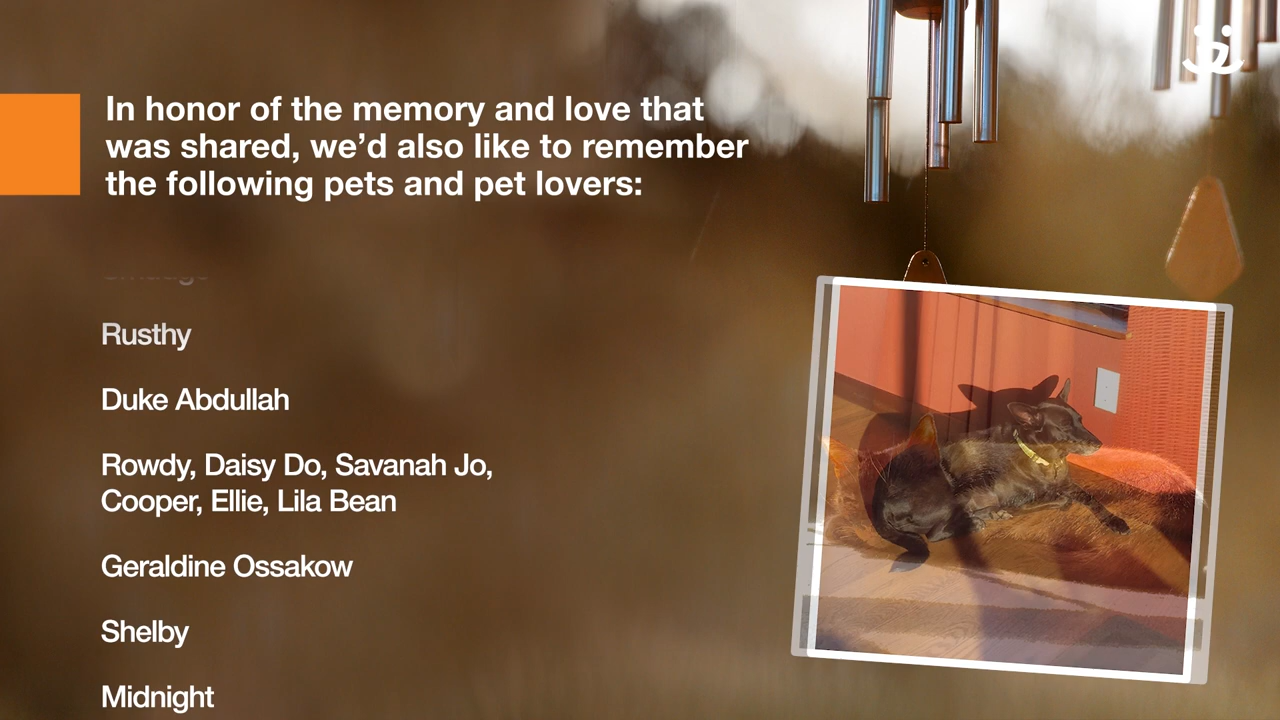 In honor of the memory and love that
was shared, we’d also like to remember
the following pets and pet lovers:
Rusthy
Duke Abdullah
Rowdy, Daisy Do, Savanah Jo,
Cooper, Ellie, Lila Bean
Geraldine Ossakow
Shelby
Midnight